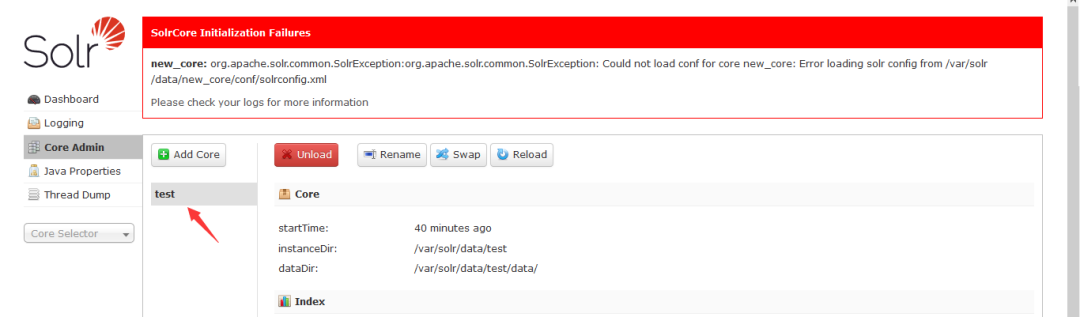 Solr
SolrCore Initialization Failures
new_core: org.apache.solr.common.SolrException:org.apache.solr.common.SolrException: Could not load conf for core new_core: Error loading solr config from /var/solr
/data/new_core/conf/solrconfig.xml
Please check your logs for more information
Dashboard
Logging
Core Admin
Java Properties
Thread Dump
Core Selector
Add Core
Unload
Rename
Swap
Reload
test
Core
startTime: 40 minutes ago
instanceDir: /var/solr/data/test
dataDir: /var/solr/data/test/data/
Index